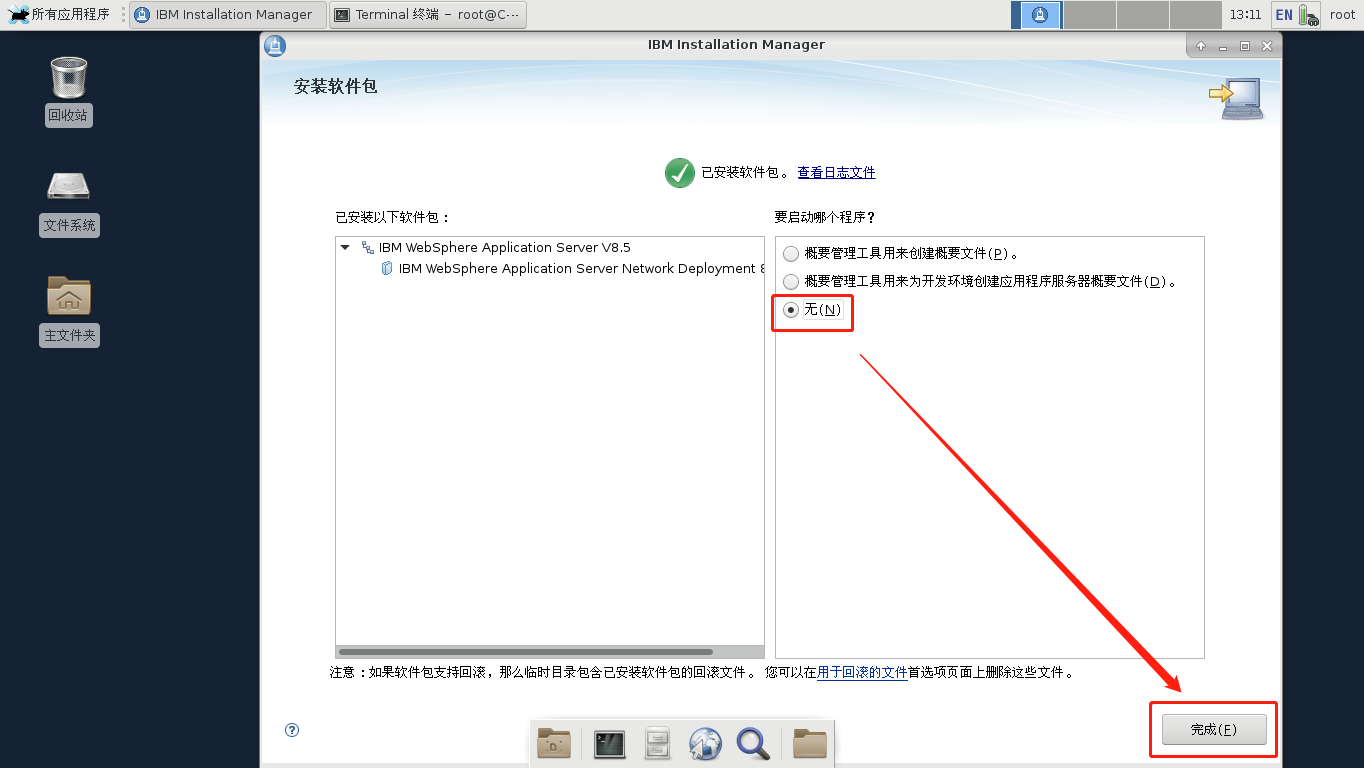 所有应用程序
IBM Installation Manager
Terminal 终端 - root@C···
13:11
EN
root
IBM Installation Manager
安装软件包
回收站
文件系统
主文件夹
已安装软件包。 查看日志文件
已安装以下软件包：
IBM WebSphere Application Server V8.5
IBM WebSphere Application Server Network Deployment 8
要启动哪个程序？
概要管理工具用来创建概要文件(P)。
概要管理工具用来为开发环境创建应用程序服务器概要文件(D)。
无(N)
注意：如果软件包支持回滚，那么临时目录包含已安装软件包的回滚文件。 您可以在用于回滚的文件首选项页面上删除这些文件。
完成(F)